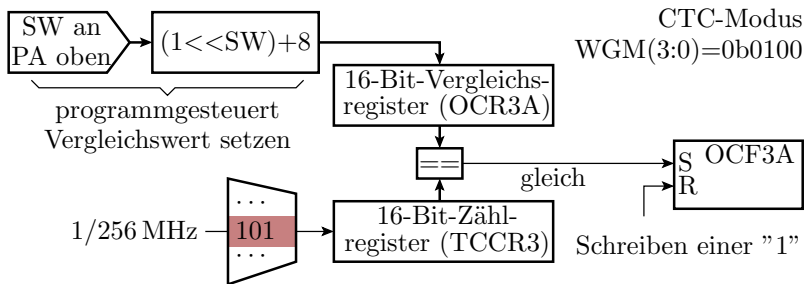 SW an
PA oben
(1<<SW)+8
CTC-Modus
WGM(3:0)=0b0100
programmgesteuert
Vergleichswert setzen
16-Bit-Vergleichs-
register (OCR3A)
==
gleich
S
OCF3A
R
1/256 MHz
...
101
...
16-Bit-Zähl-
register (TCCR3)
Schreiben einer "1"